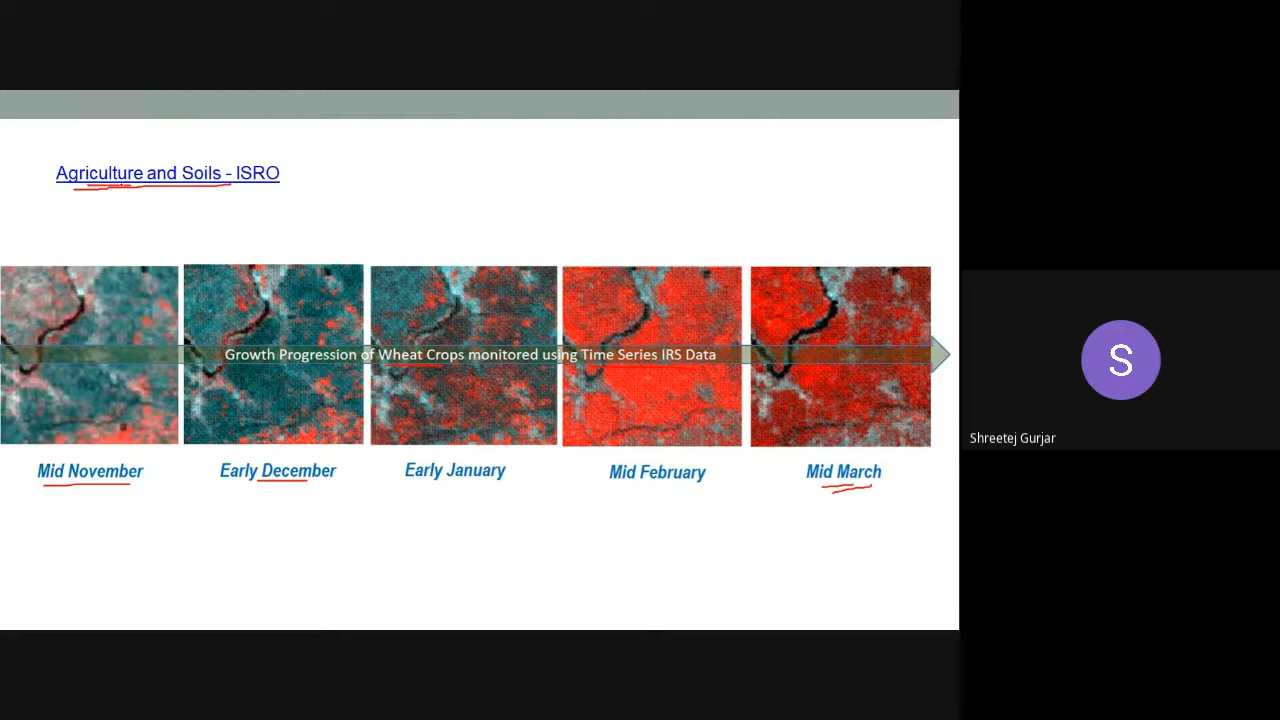 Agriculture and Soils - ISRO
Growth Progression of Wheat Crops monitored using Time Series IRS Data
Mid November
Early December
Early January
Mid February
Mid March
S
Shreetej Gurjar